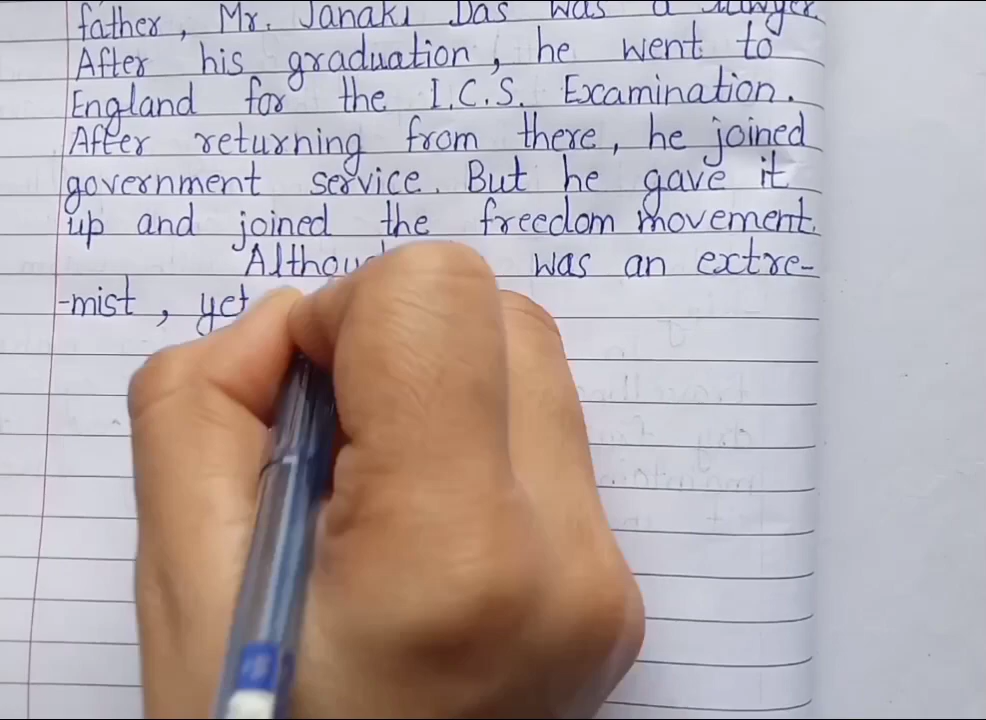 father, Mr. Janaki Das was a lawyer.
After his graduation, he went to
England for the I.C.S. Examination.
After returning from there, he joined
government service. But he gave it
up and joined the freedom movement.
was an extre-
-mist, yet